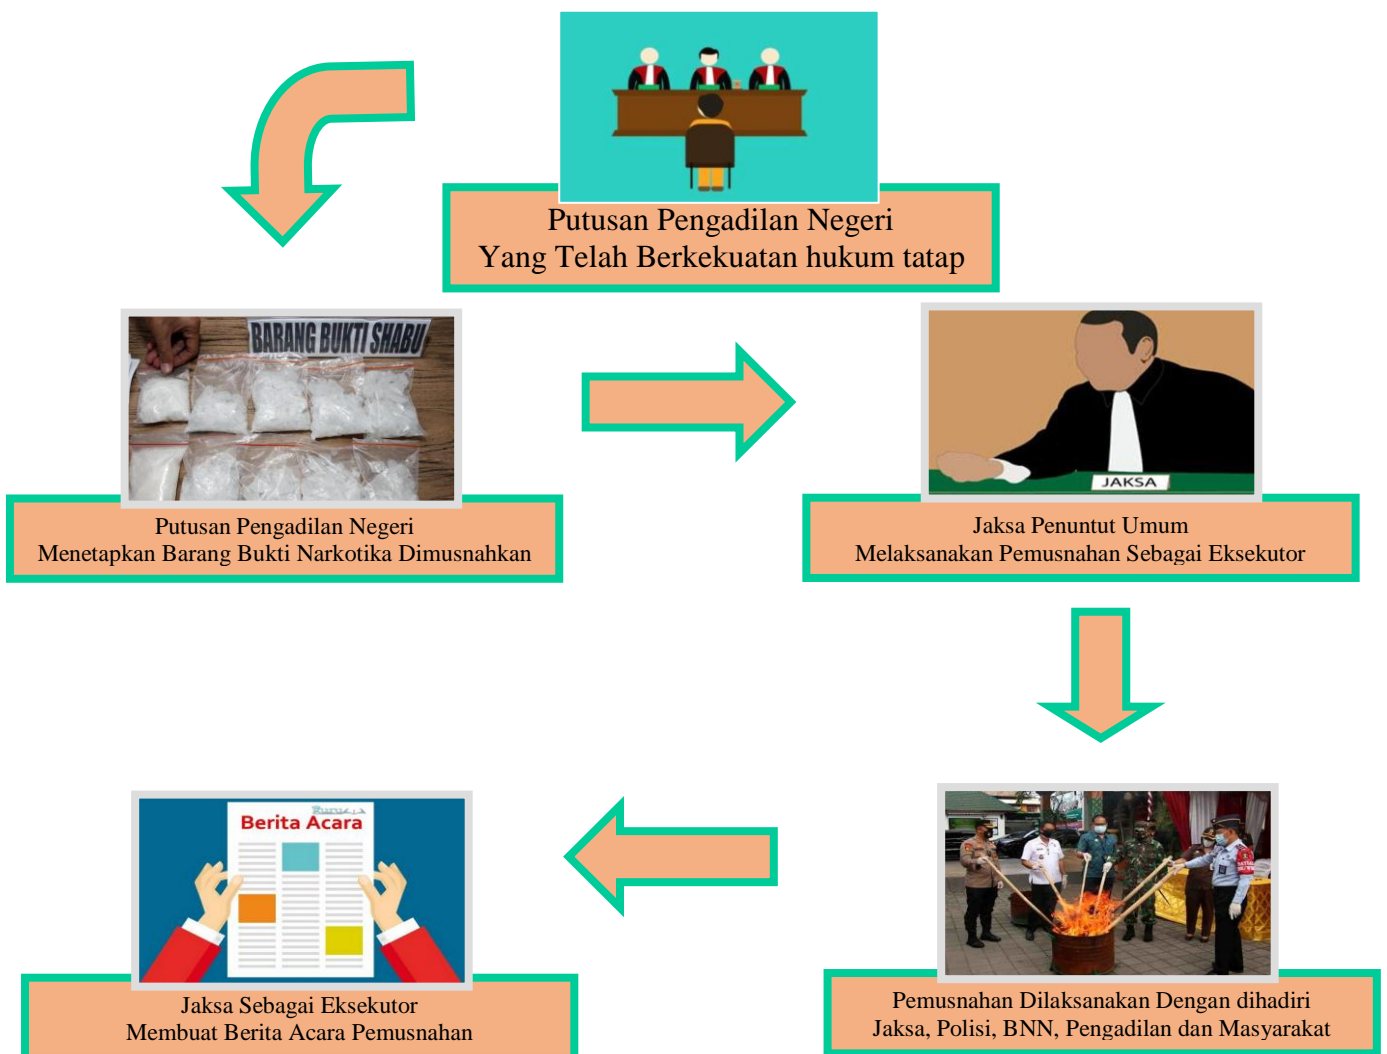 Putusan Pengadilan Negeri
Yang Telah Berkekuatan hukum tatap
BARANG BUKTI SHABU
Putusan Pengadilan Negeri
Menetapkan Barang Bukti Narkotika Dimusnahkan
JAKSA
Jaksa Penuntut Umum
Melaksanakan Pemusnahan Sebagai Eksekutor
Berita Acara
Jaksa Sebagai Eksekutor
Membuat Berita Acara Pemusnahan
Pemusnahan Dilaksanakan Dengan dihadiri
Jaksa, Polisi, BNN, Pengadilan dan Masyarakat